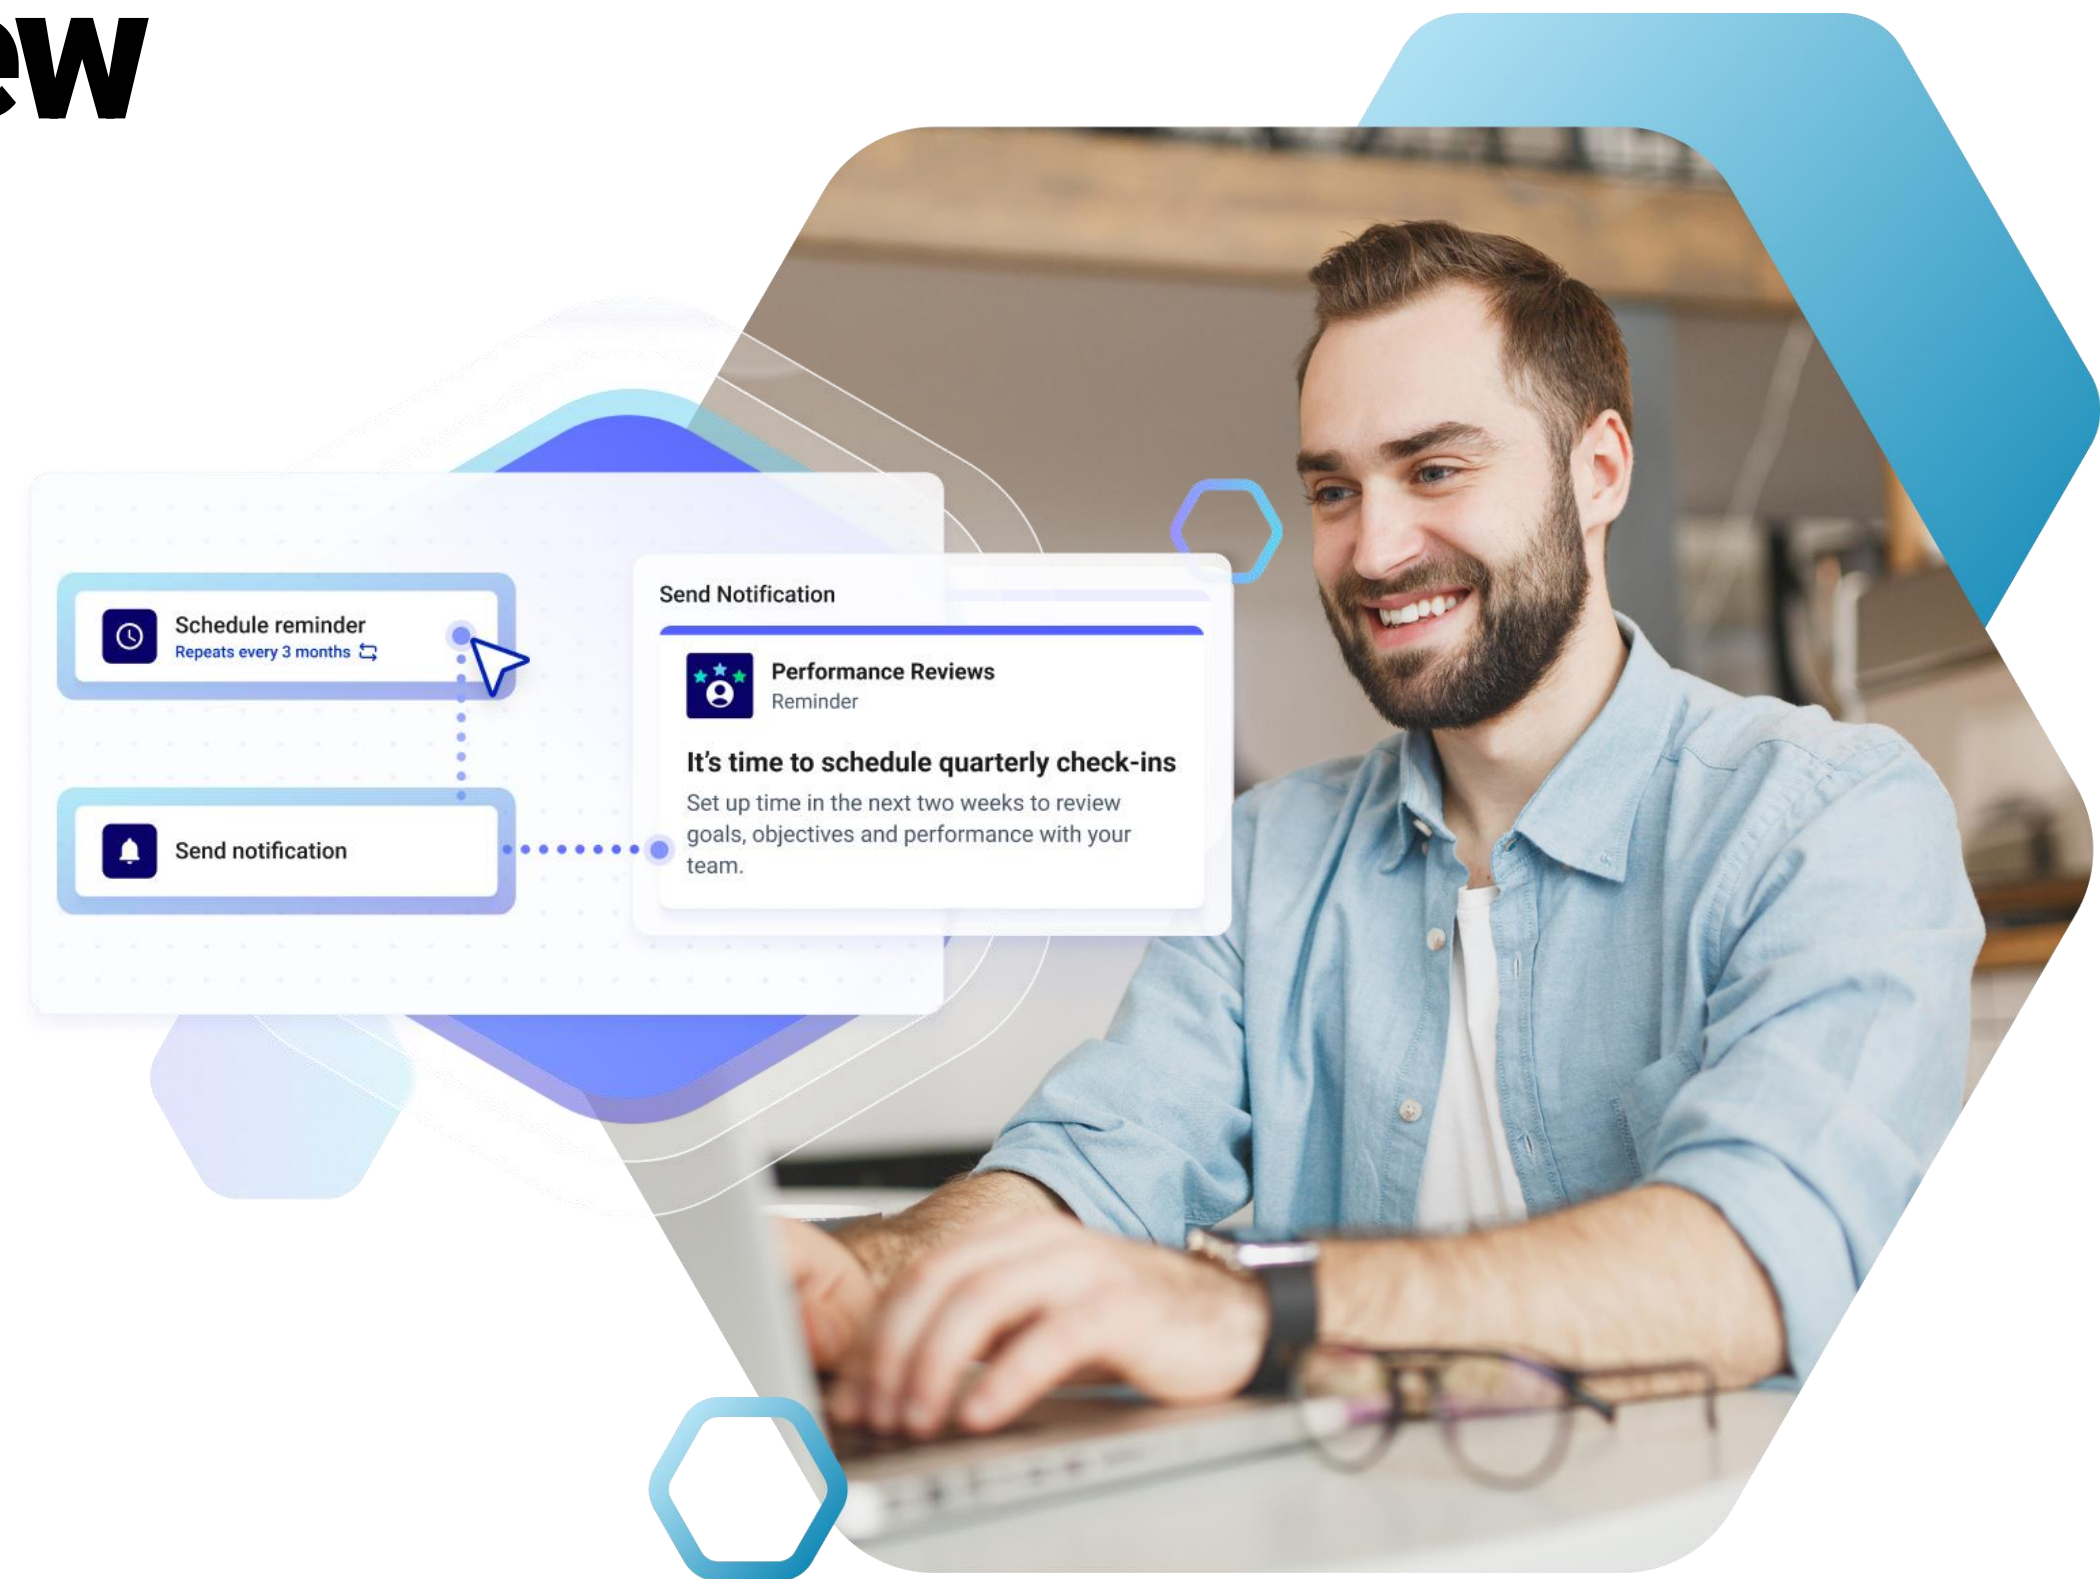 ew
Schedule reminder
Repeats every 3 months
Send notification
Send Notification
Performance Reviews
Reminder
It's time to schedule quarterly check-ins
Set up time in the next two weeks to review
goals, objectives and performance with your
team.